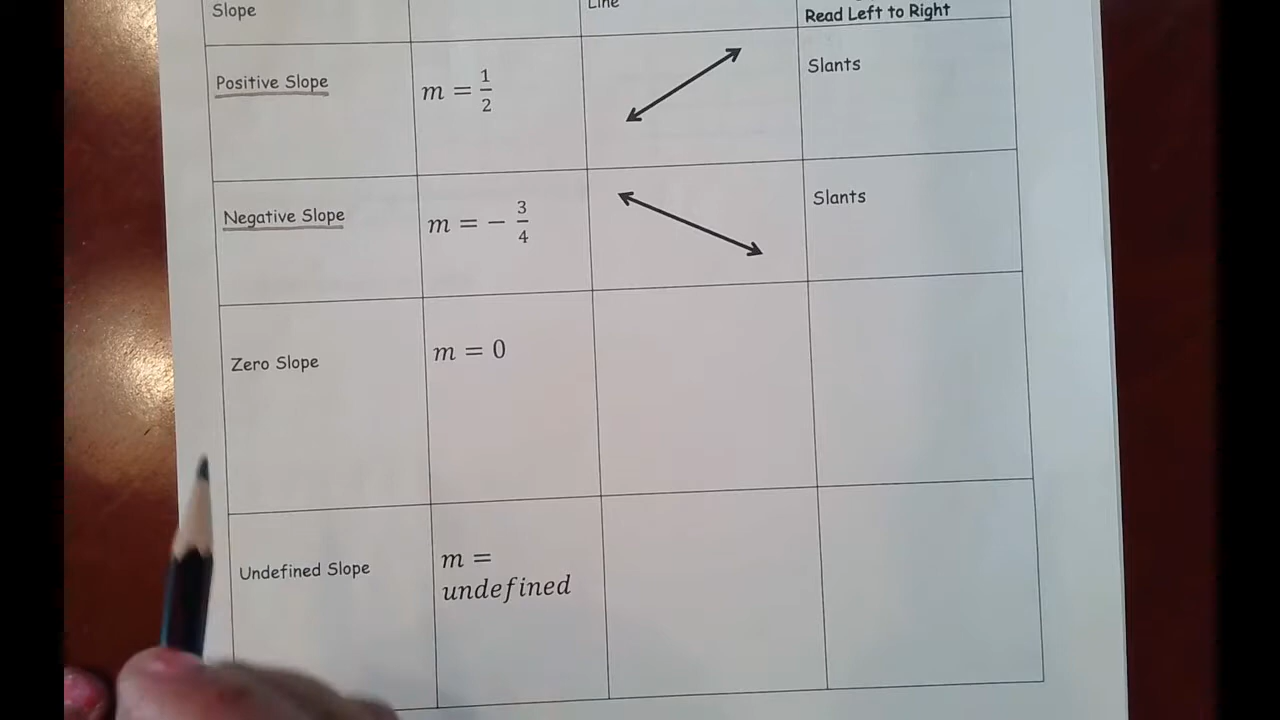 Slope
Line
Read Left to Right
Positive Slope
m = 1/2
Slants
Negative Slope
m = − 3/4
Slants
Zero Slope
m = 0
Undefined Slope
m =
undefined